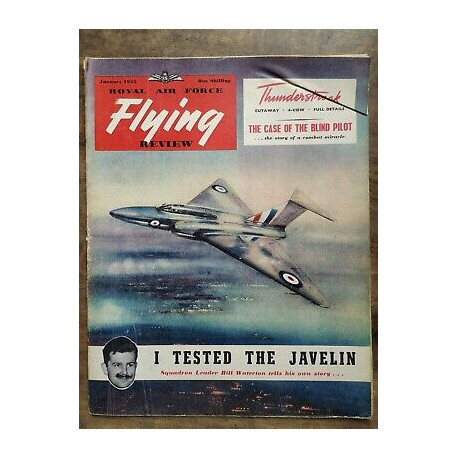 January 1955
One Shilling
ROYAL AIR FORCE
Flying
REVIEW
Thunderstreak
CUTAWAY • 4-VIEW • FULL DETAILS
THE CASE OF THE BLIND PILOT
... the story of a combat miracle
I TESTED THE JAVELIN
Squadron Leader Bill Waterton tells his own story . . .